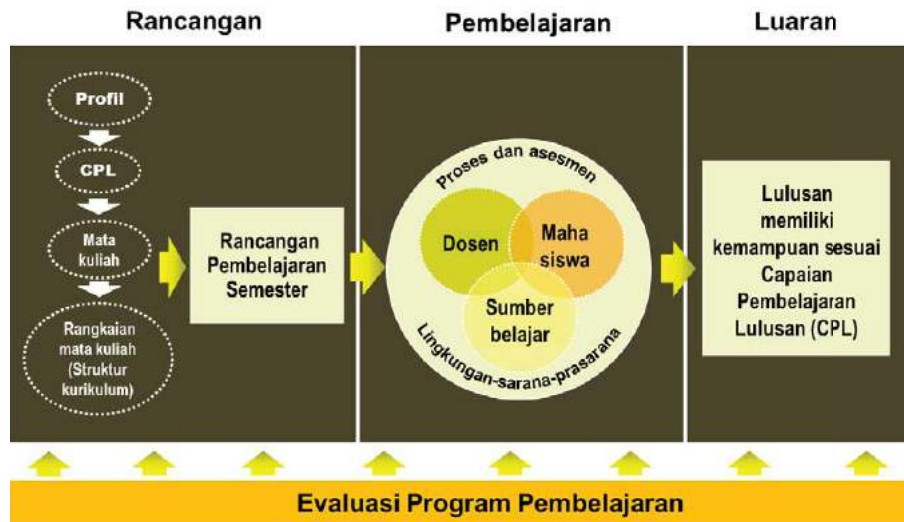 Rancangan
Pembelajaran
Luaran
Profil
CPL
Mata
kuliah
Rangkaian
mata kuliah
(Struktur
kurikulum)
Rancangan
Pembelajaran
Semester
Proses dan asesmen
Dosen
Maha
siswa
Sumber
belajar
Lingkungan-sarana-prasarana
Lulusan
memiliki
kemampuan sesuai
Capaian
Pembelajaran
Lulusan (CPL)
Evaluasi Program Pembelajaran